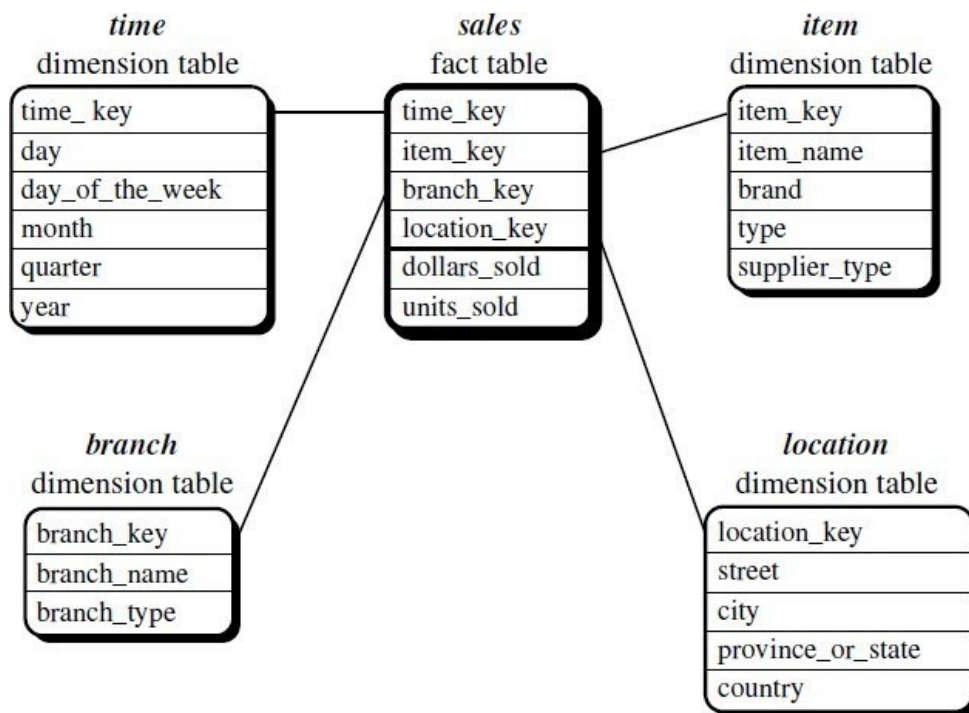 time
dimension table
time_ key
day
day_of_the_week
month
quarter
year
sales
fact table
time_key
item_key
branch_key
location_key
dollars_sold
units_sold
item
dimension table
item_key
item_name
brand
type
supplier_type
branch
dimension table
branch_key
branch_name
branch_type
location
dimension table
location_key
street
city
province_or_state
country